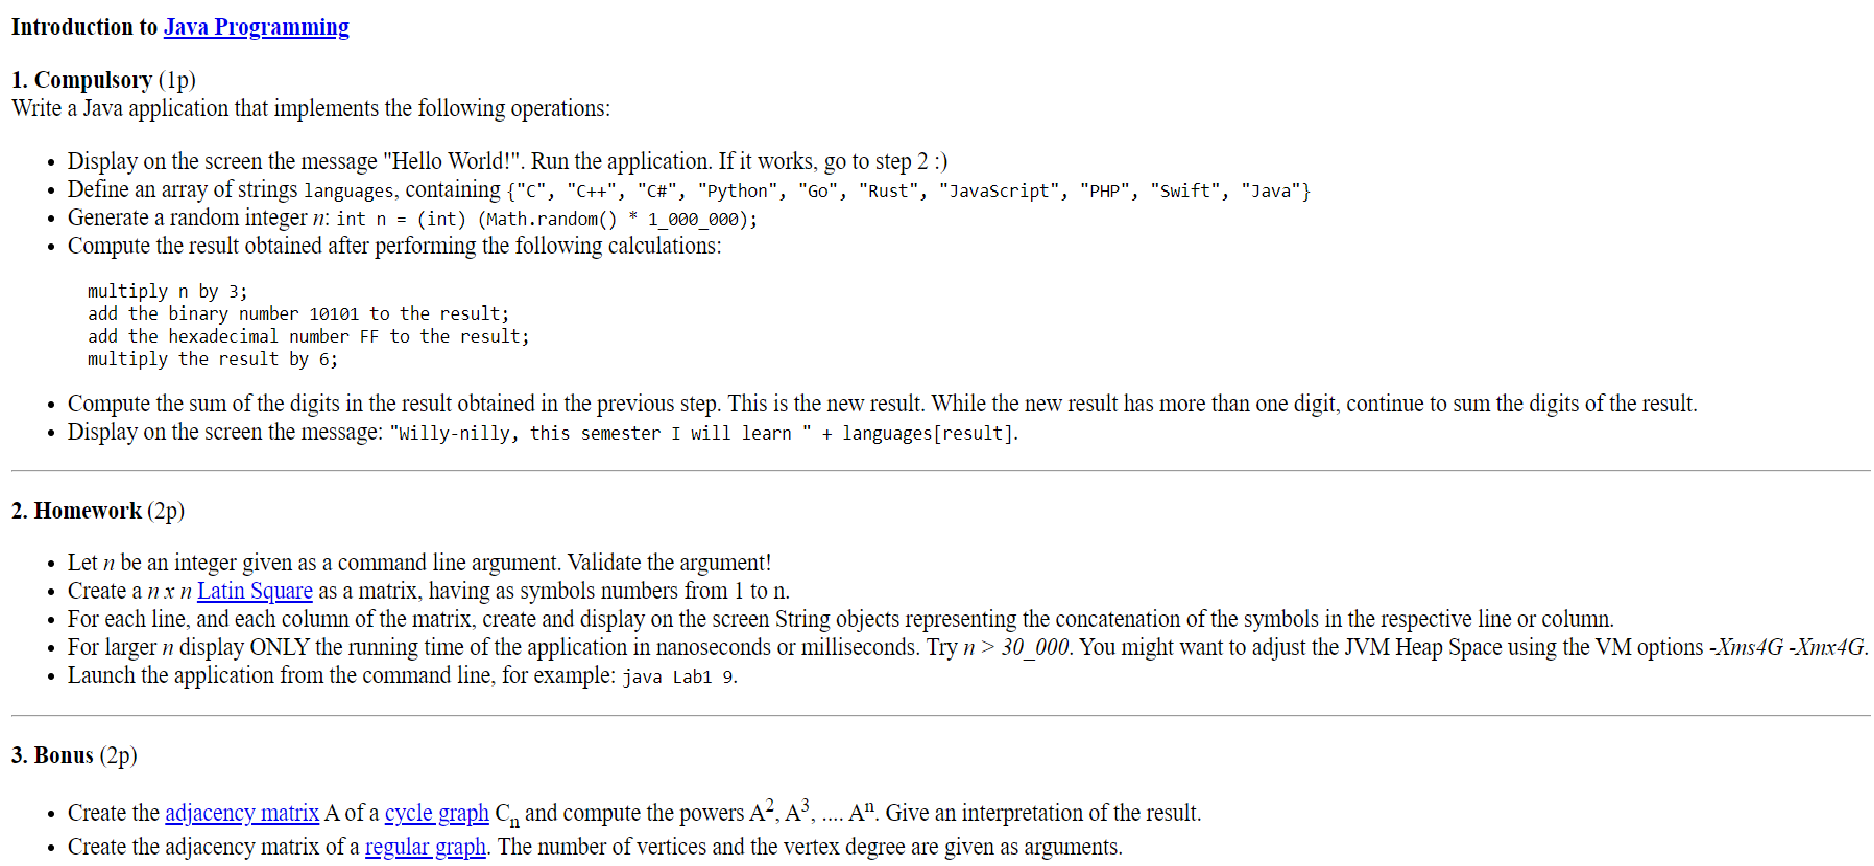 Introduction to Java Programming
1. Compulsory (1p)
Write a Java application that implements the following operations:
• Display on the screen the message "Hello World!". Run the application. If it works, go to step 2 :)
• Define an array of strings languages, containing {"C", "C++", "C#", "Python", "Go", "Rust", "JavaScript", "PHP", "Swift", "Java"}
• Generate a random integer n: int n = (int) (Math.random() * 1_000_000);
• Compute the result obtained after performing the following calculations:
multiply n by 3;
add the binary number 10101 to the result;
add the hexadecimal number FF to the result;
multiply the result by 6;
• Compute the sum of the digits in the result obtained in the previous step. This is the new result. While the new result has more than one digit, continue to sum the digits of the result.
• Display on the screen the message: "Willy-nilly, this semester I will learn " + languages[result].
2. Homework (2p)
• Let n be an integer given as a command line argument. Validate the argument!
• Create a n x n Latin Square as a matrix, having as symbols numbers from 1 to n.
• For each line, and each column of the matrix, create and display on the screen String objects representing the concatenation of the symbols in the respective line or column.
• For larger n display ONLY the running time of the application in nanoseconds or milliseconds. Try n > 30_000. You might want to adjust the JVM Heap Space using the VM options -Xms4G -Xmx4G.
• Launch the application from the command line, for example: java Lab1 9.
3. Bonus (2p)
• Create the adjacency matrix A of a cycle graph Cₙ and compute the powers A², A³, .... Aⁿ. Give an interpretation of the result.
• Create the adjacency matrix of a regular graph. The number of vertices and the vertex degree are given as arguments.